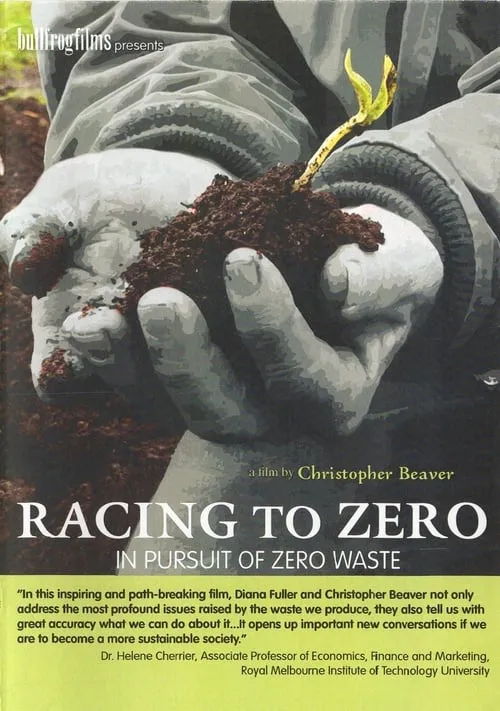 bullfrogfilms presents
a film by Christopher Beaver
RACING TO ZERO
IN PURSUIT OF ZERO WASTE
“In this inspiring and path-breaking film, Diana Fuller and Christopher Beaver not only
address the most profound issues raised by the waste we produce, they also tell us with
great accuracy what we can do about it...It opens up important new conversations if we
are to become a more sustainable society.”
Dr. Helene Cherrier, Associate Professor of Economics, Finance and Marketing,
Royal Melbourne Institute of Technology University